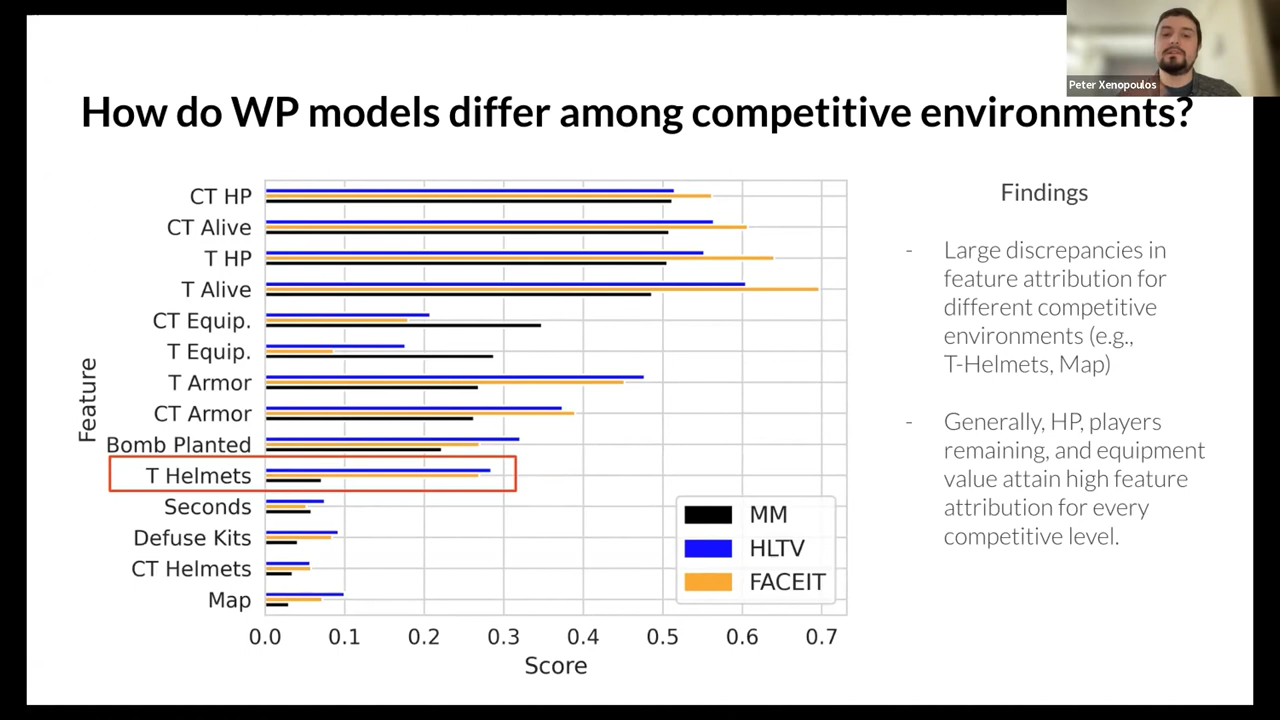 Peter Xenopoulos
How do WP models differ among competitive environments?
Feature
CT HP
CT Alive
T HP
T Alive
CT Equip.
T Equip.
T Armor
CT Armor
Bomb Planted
T Helmets
Seconds
Defuse Kits
CT Helmets
Map
0.0 0.1 0.2 0.3 0.4 0.5 0.6 0.7
Score
MM
HLTV
FACEIT
Findings
- Large discrepancies in
feature attribution for
different competitive
environments (e.g.,
T-Helmets, Map)
- Generally, HP, players
remaining, and equipment
value attain high feature
attribution for every
competitive level.